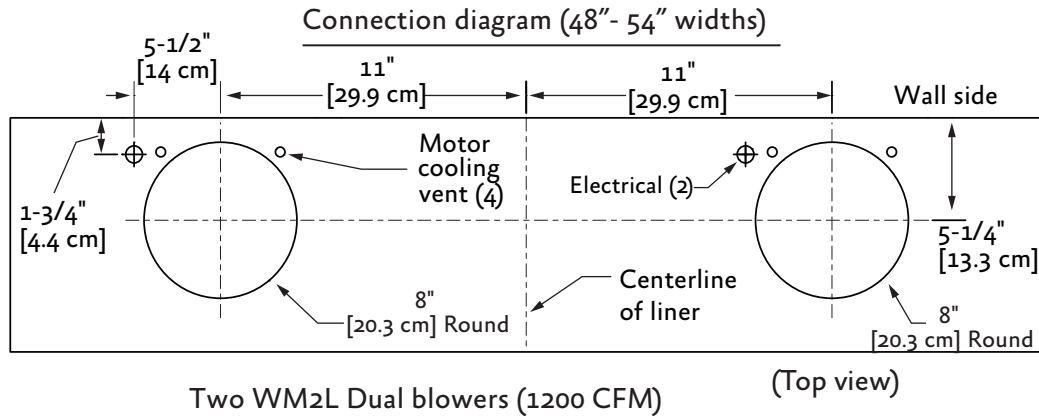 Connection diagram (48"- 54" widths)
5-1/2"
[14 cm]
11"
[29.9 cm]
11"
[29.9 cm]
Wall side
Motor
cooling
vent (4)
Electrical (2)
1-3/4"
[4.4 cm]
5-1/4"
[13.3 cm]
Centerline
of liner
8"
[20.3 cm] Round
8"
[20.3 cm] Round
Two WM2L Dual blowers (1200 CFM)
(Top view)